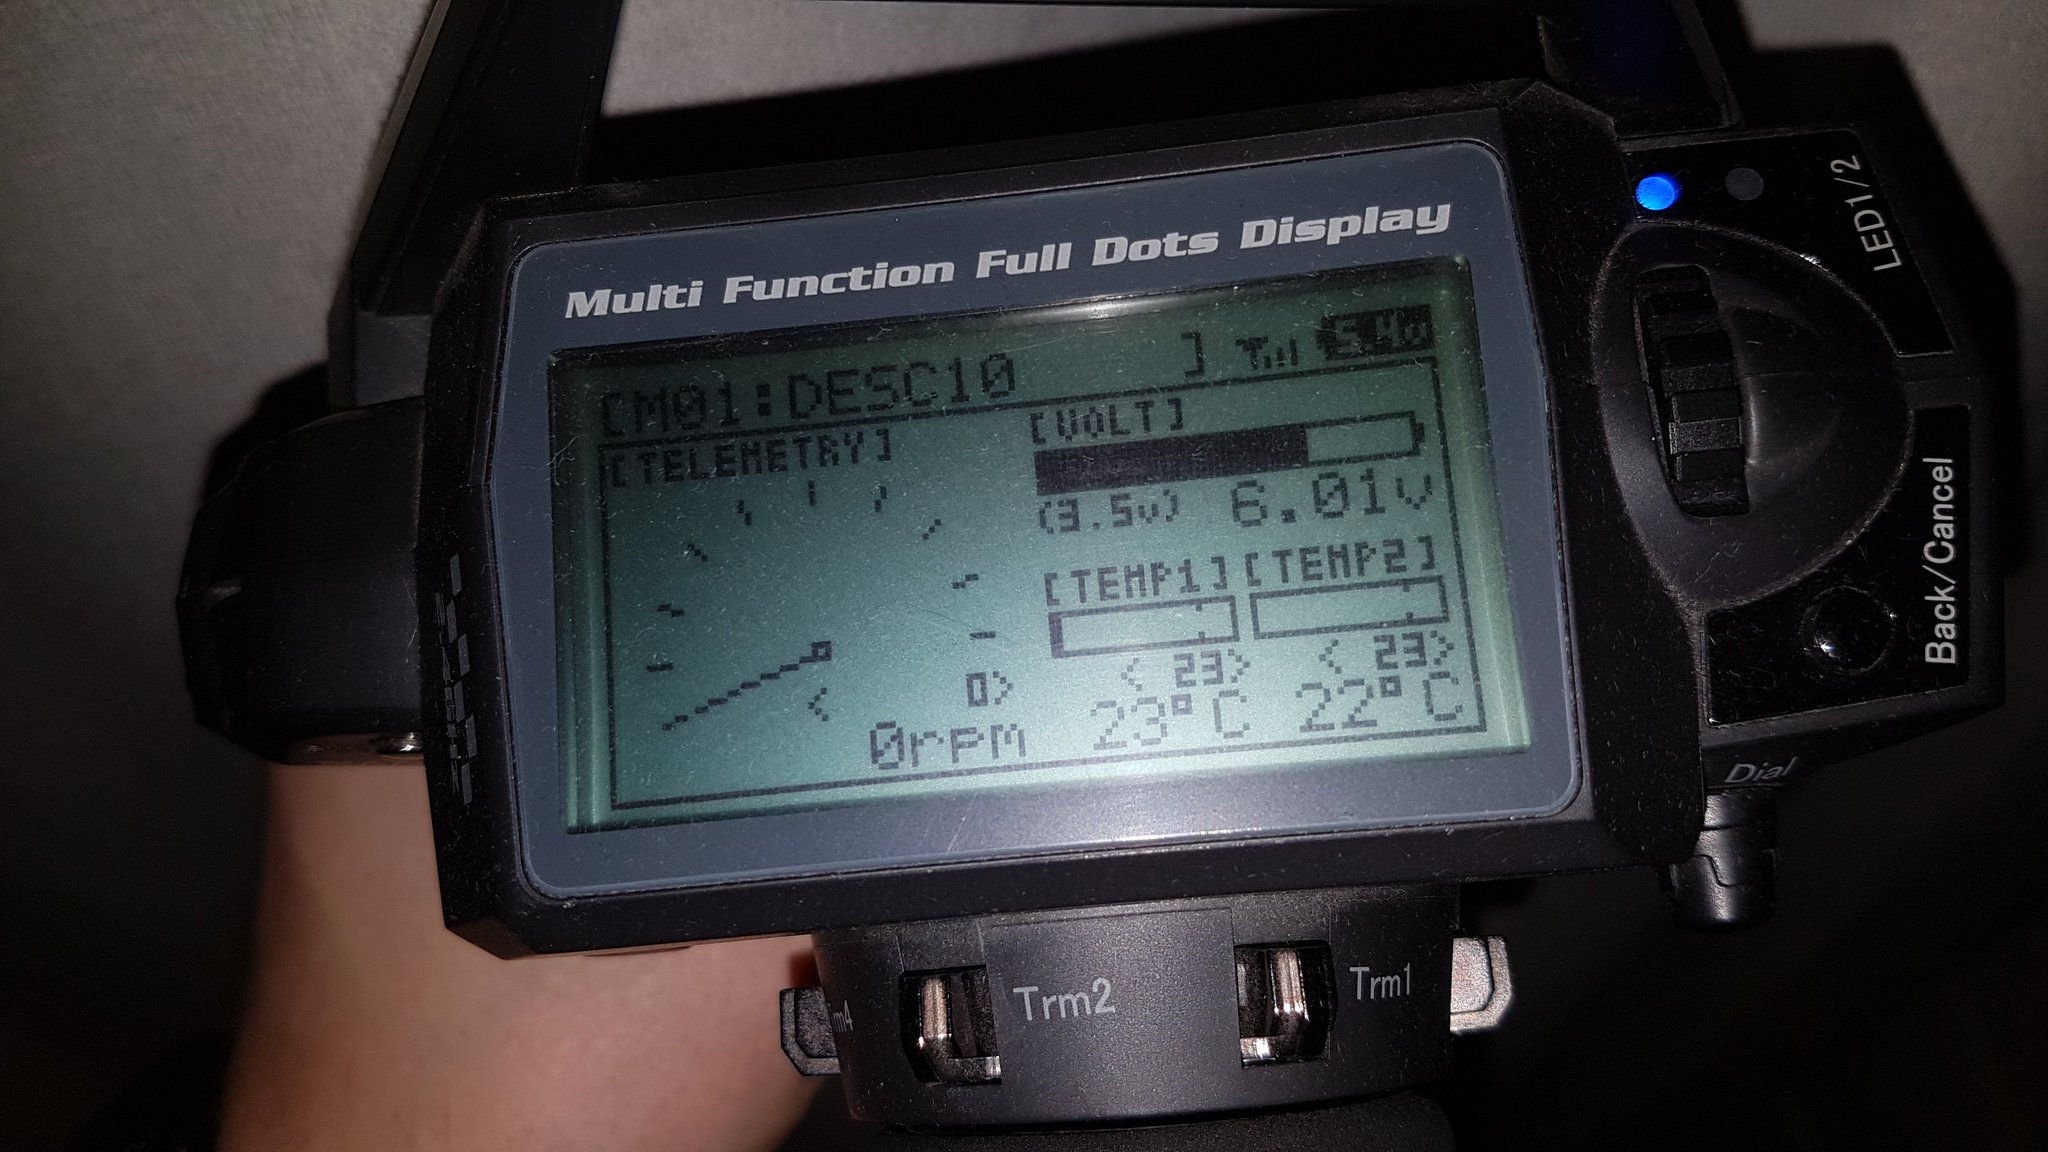 Multi Function Full Dots Display
[M01:DESC10 ]
[TELEMETRY]
[VOLT]
(3.5v) 6.01v
[TEMP1] [TEMP2]
< 0>
0rpm
< 23> < 23>
23°C 22°C
LED1/2
Back/Cancel
Dial
Trm2
Trm1